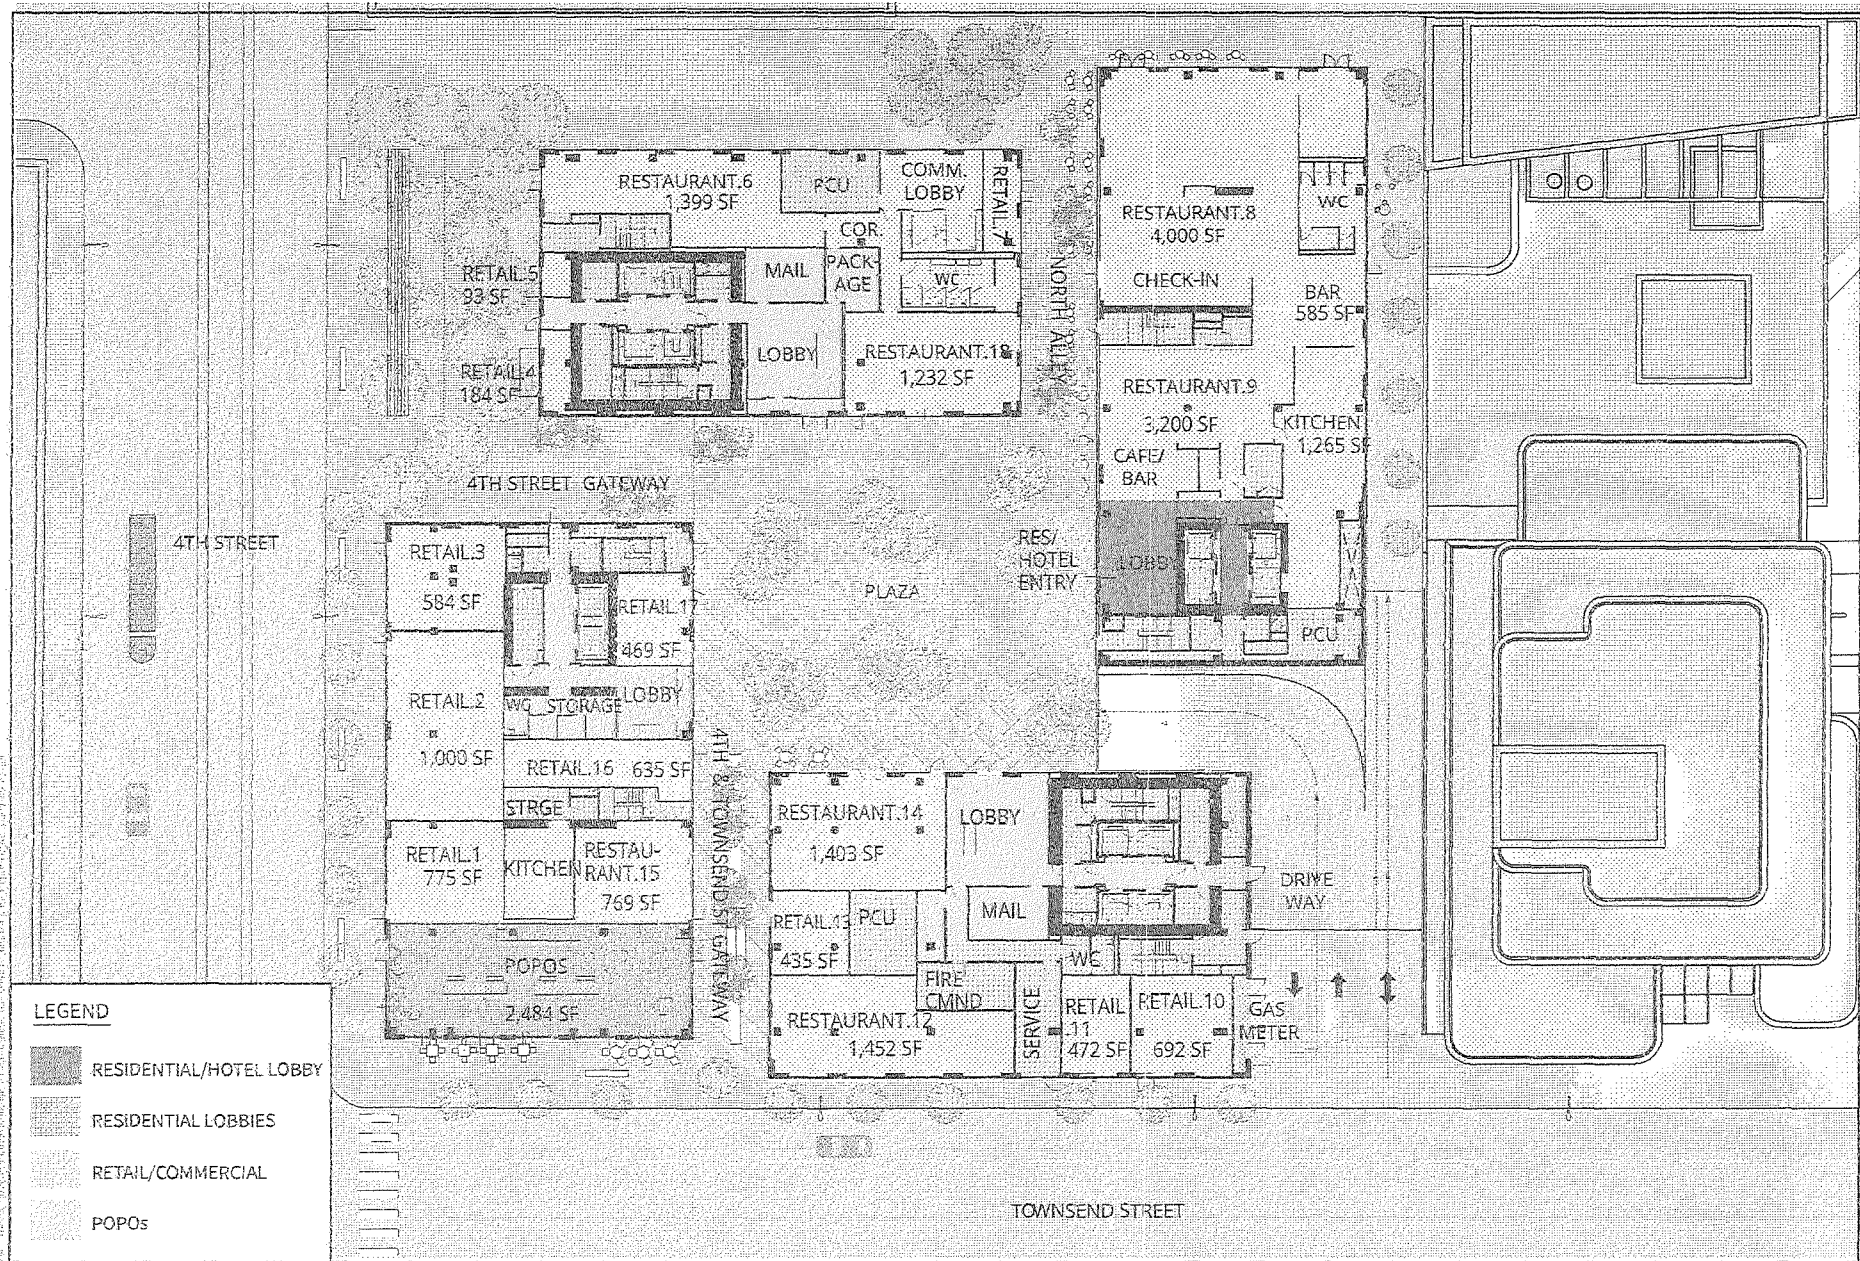 RESTAURANT.6
1,399 SF
PCU
COMM.
LOBBY
RETAIL.7
COR.
RETAIL.5
93 SF
MAIL
PACK-
AGE
WC
LOBBY
RESTAURANT.18
1,232 SF
RETAIL.4
184 SF
NORTH ALLEY
RESTAURANT.8
4,000 SF
WC
CHECK-IN
BAR
585 SF
RESTAURANT.9
3,200 SF
KITCHEN
1,265 SF
CAFE/
BAR
RES/
HOTEL
ENTRY
LOBBY
PCU
4TH STREET GATEWAY
4TH STREET
PLAZA
RETAIL.3
584 SF
RETAIL.17
469 SF
RETAIL.2
1,000 SF
WC
STORAGE
LOBBY
RETAIL.16 635 SF
STRGE
RETAIL.1
775 SF
KITCHEN
RESTAU-
RANT.15
769 SF
POPOS
2,484 SF
4TH & TOWNSEND ST GATEWAY
RESTAURANT.14
1,403 SF
LOBBY
RETAIL.13
435 SF
PCU
MAIL
WC
FIRE
CMND
RESTAURANT.12
1,452 SF
SERVICE
RETAIL
.11
472 SF
RETAIL.10
692 SF
GAS
METER
DRIVE
WAY
TOWNSEND STREET
LEGEND
RESIDENTIAL/HOTEL LOBBY
RESIDENTIAL LOBBIES
RETAIL/COMMERCIAL
POPOs